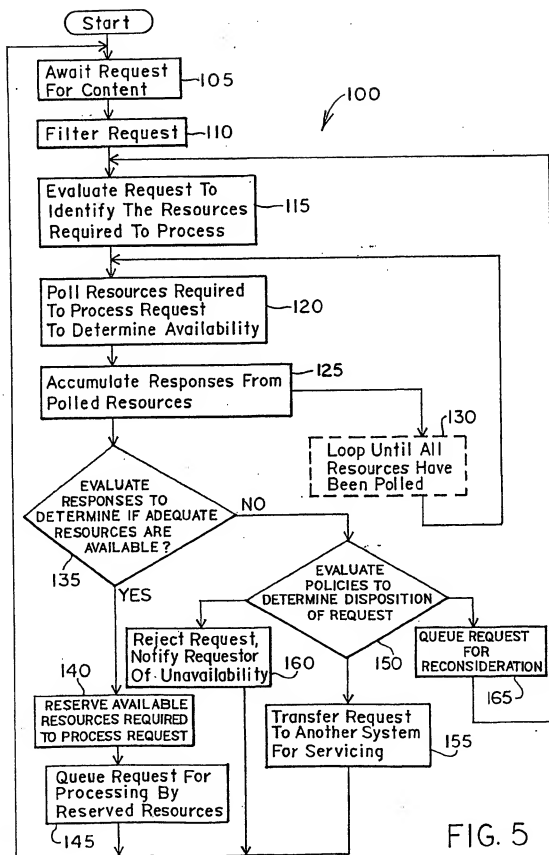 Start
Await Request
For Content
105
100
Filter Request
110
Evaluate Request To
Identify The Resources
Required To Process
115
Poll Resources Required
To Process Request
To Determine Availability
120
Accumulate Responses From
Polled Resources
125
130
Loop Until All
Resources Have
Been Polled
EVALUATE
RESPONSES TO
DETERMINE IF ADEQUATE
RESOURCES ARE
AVAILABLE?
135
NO
YES
EVALUATE
POLICIES TO
DETERMINE DISPOSITION
OF REQUEST
150
Reject Request,
Notify Requestor
Of Unavailability
160
QUEUE REQUEST
FOR
RECONSIDERATION
165
140
RESERVE AVAILABLE
RESOURCES REQUIRED
TO PROCESS REQUEST
Transfer Request
To Another System
For Servicing
155
Queue Request For
Processing By
Reserved Resources
145
FIG. 5